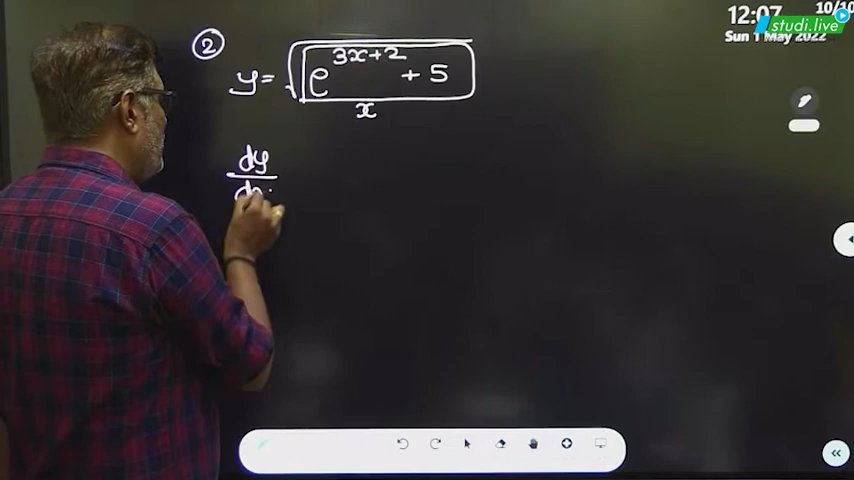 12:07
10/10
studi.live
Sun 1 May 2022
②
y = √e^{3x+2} + 5
x
dy